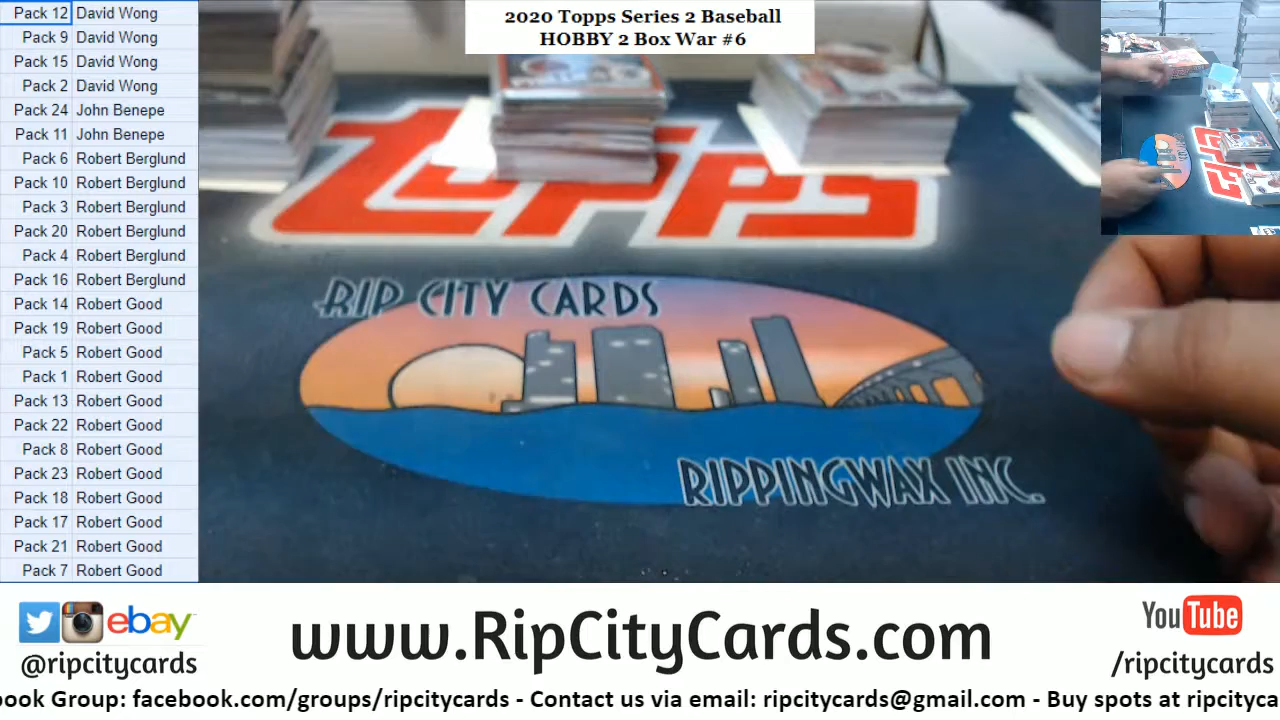 Pack 12 David Wong
Pack 9 David Wong
Pack 15 David Wong
Pack 2 David Wong
Pack 24 John Benepe
Pack 11 John Benepe
Pack 6 Robert Berglund
Pack 10 Robert Berglund
Pack 3 Robert Berglund
Pack 20 Robert Berglund
Pack 4 Robert Berglund
Pack 16 Robert Berglund
Pack 14 Robert Good
Pack 19 Robert Good
Pack 5 Robert Good
Pack 1 Robert Good
Pack 13 Robert Good
Pack 22 Robert Good
Pack 8 Robert Good
Pack 23 Robert Good
Pack 18 Robert Good
Pack 17 Robert Good
Pack 21 Robert Good
Pack 7 Robert Good
2020 Topps Series 2 Baseball
HOBBY 2 Box War #6
Topps
RIP CITY CARDS
RIPPINGWAX INC.
ebay
@ripcitycards
www.RipCityCards.com
YouTube
/ripcitycards
book Group: facebook.com/groups/ripcitycards - Contact us via email: ripcitycards@gmail.com - Buy spots at ripcityca